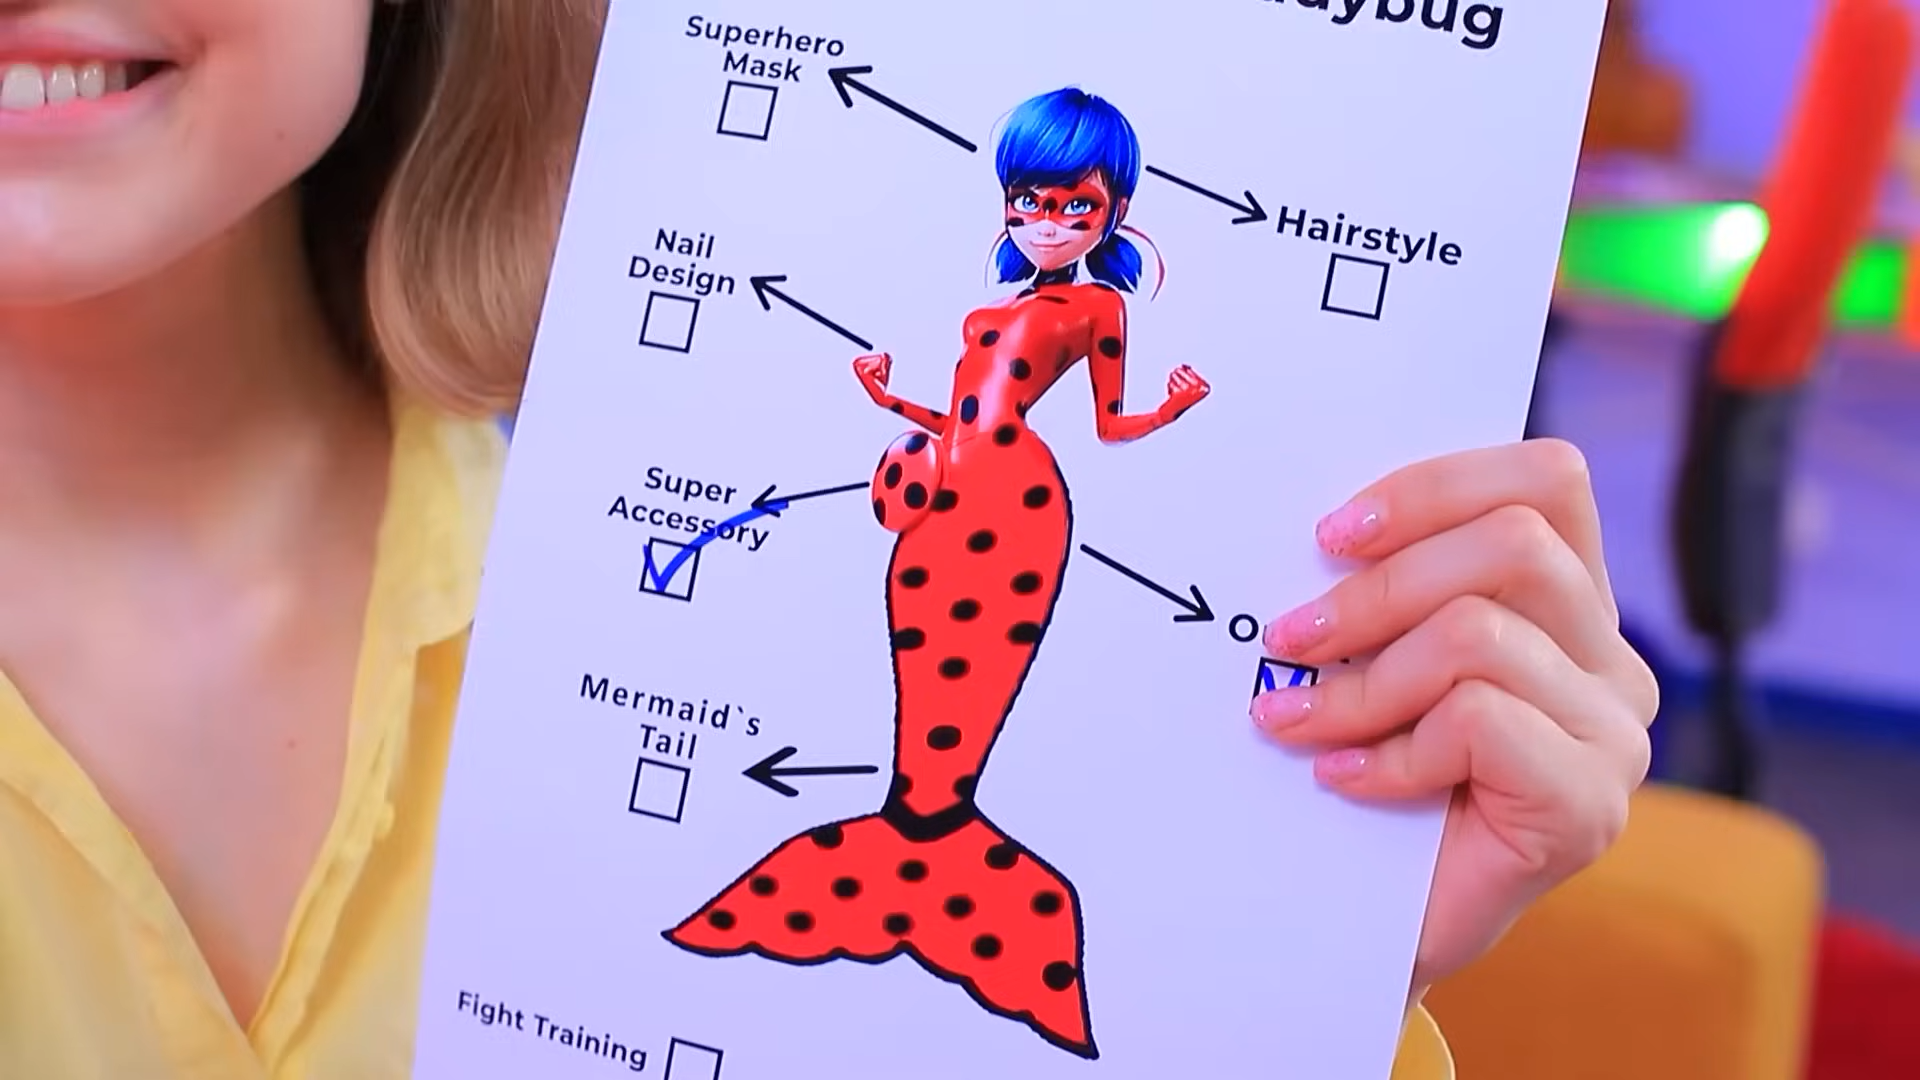 Superhero
Mask
Hairstyle
Nail
Design
Super
Accessory
Mermaid`s
Tail
Fight Training